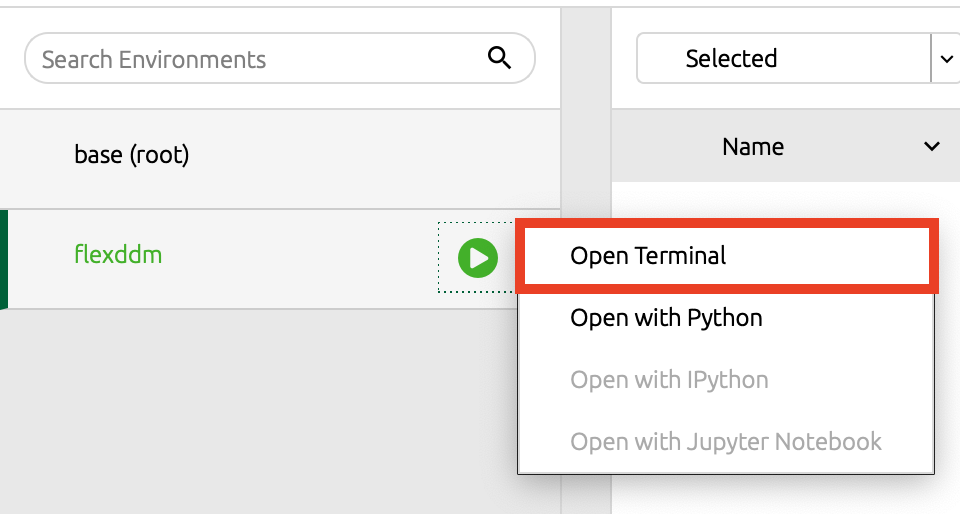 Search Environments
Selected
base (root)
Name
flexddm
Open Terminal
Open with Python
Open with IPython
Open with Jupyter Notebook